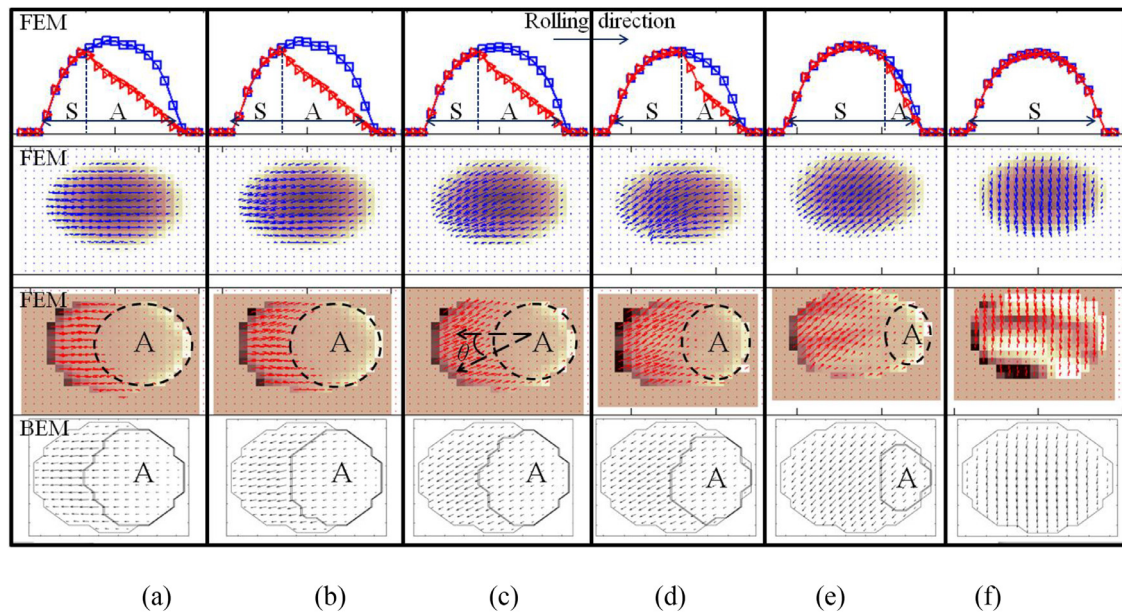 FEM
Rolling direction
S A S A S A S A S A S
FEM
FEM
A A θ A A A
BEM
A A A A A
(a) (b) (c) (d) (e) (f)